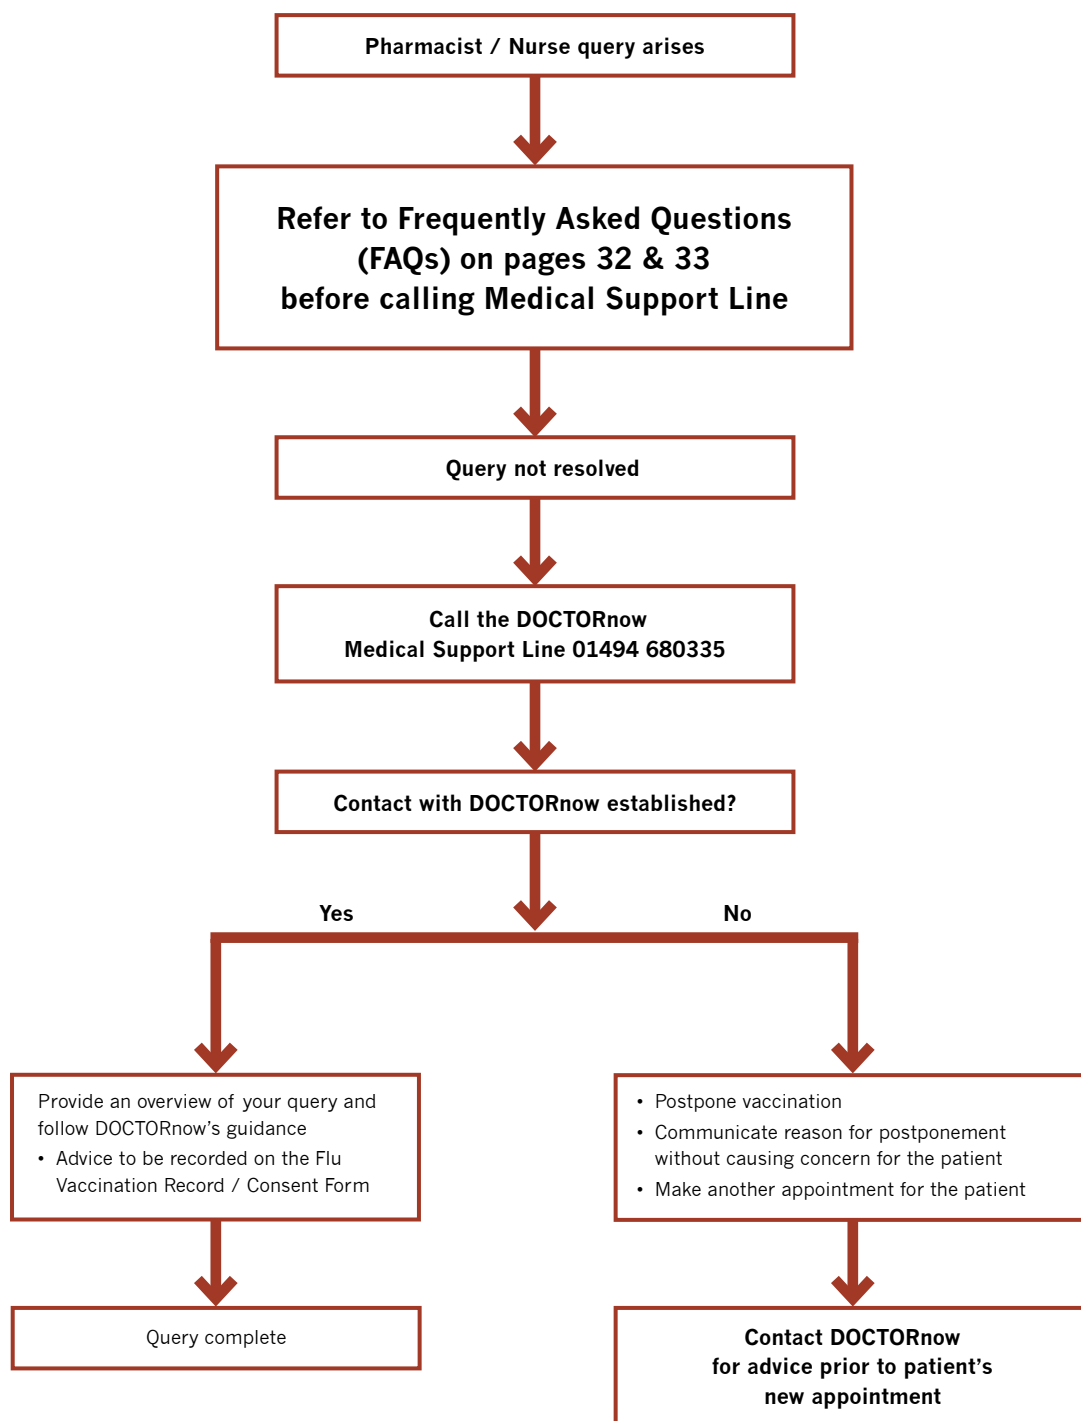 Pharmacist / Nurse query arises
Refer to Frequently Asked Questions
(FAQs) on pages 32 & 33
before calling Medical Support Line
Query not resolved
Call the DOCTORnow
Medical Support Line 01494 680335
Contact with DOCTORnow established?
Yes
No
Provide an overview of your query and
follow DOCTORnow’s guidance
• Advice to be recorded on the Flu
Vaccination Record / Consent Form
Query complete
• Postpone vaccination
• Communicate reason for postponement
without causing concern for the patient
• Make another appointment for the patient
Contact DOCTORnow
for advice prior to patient’s
new appointment